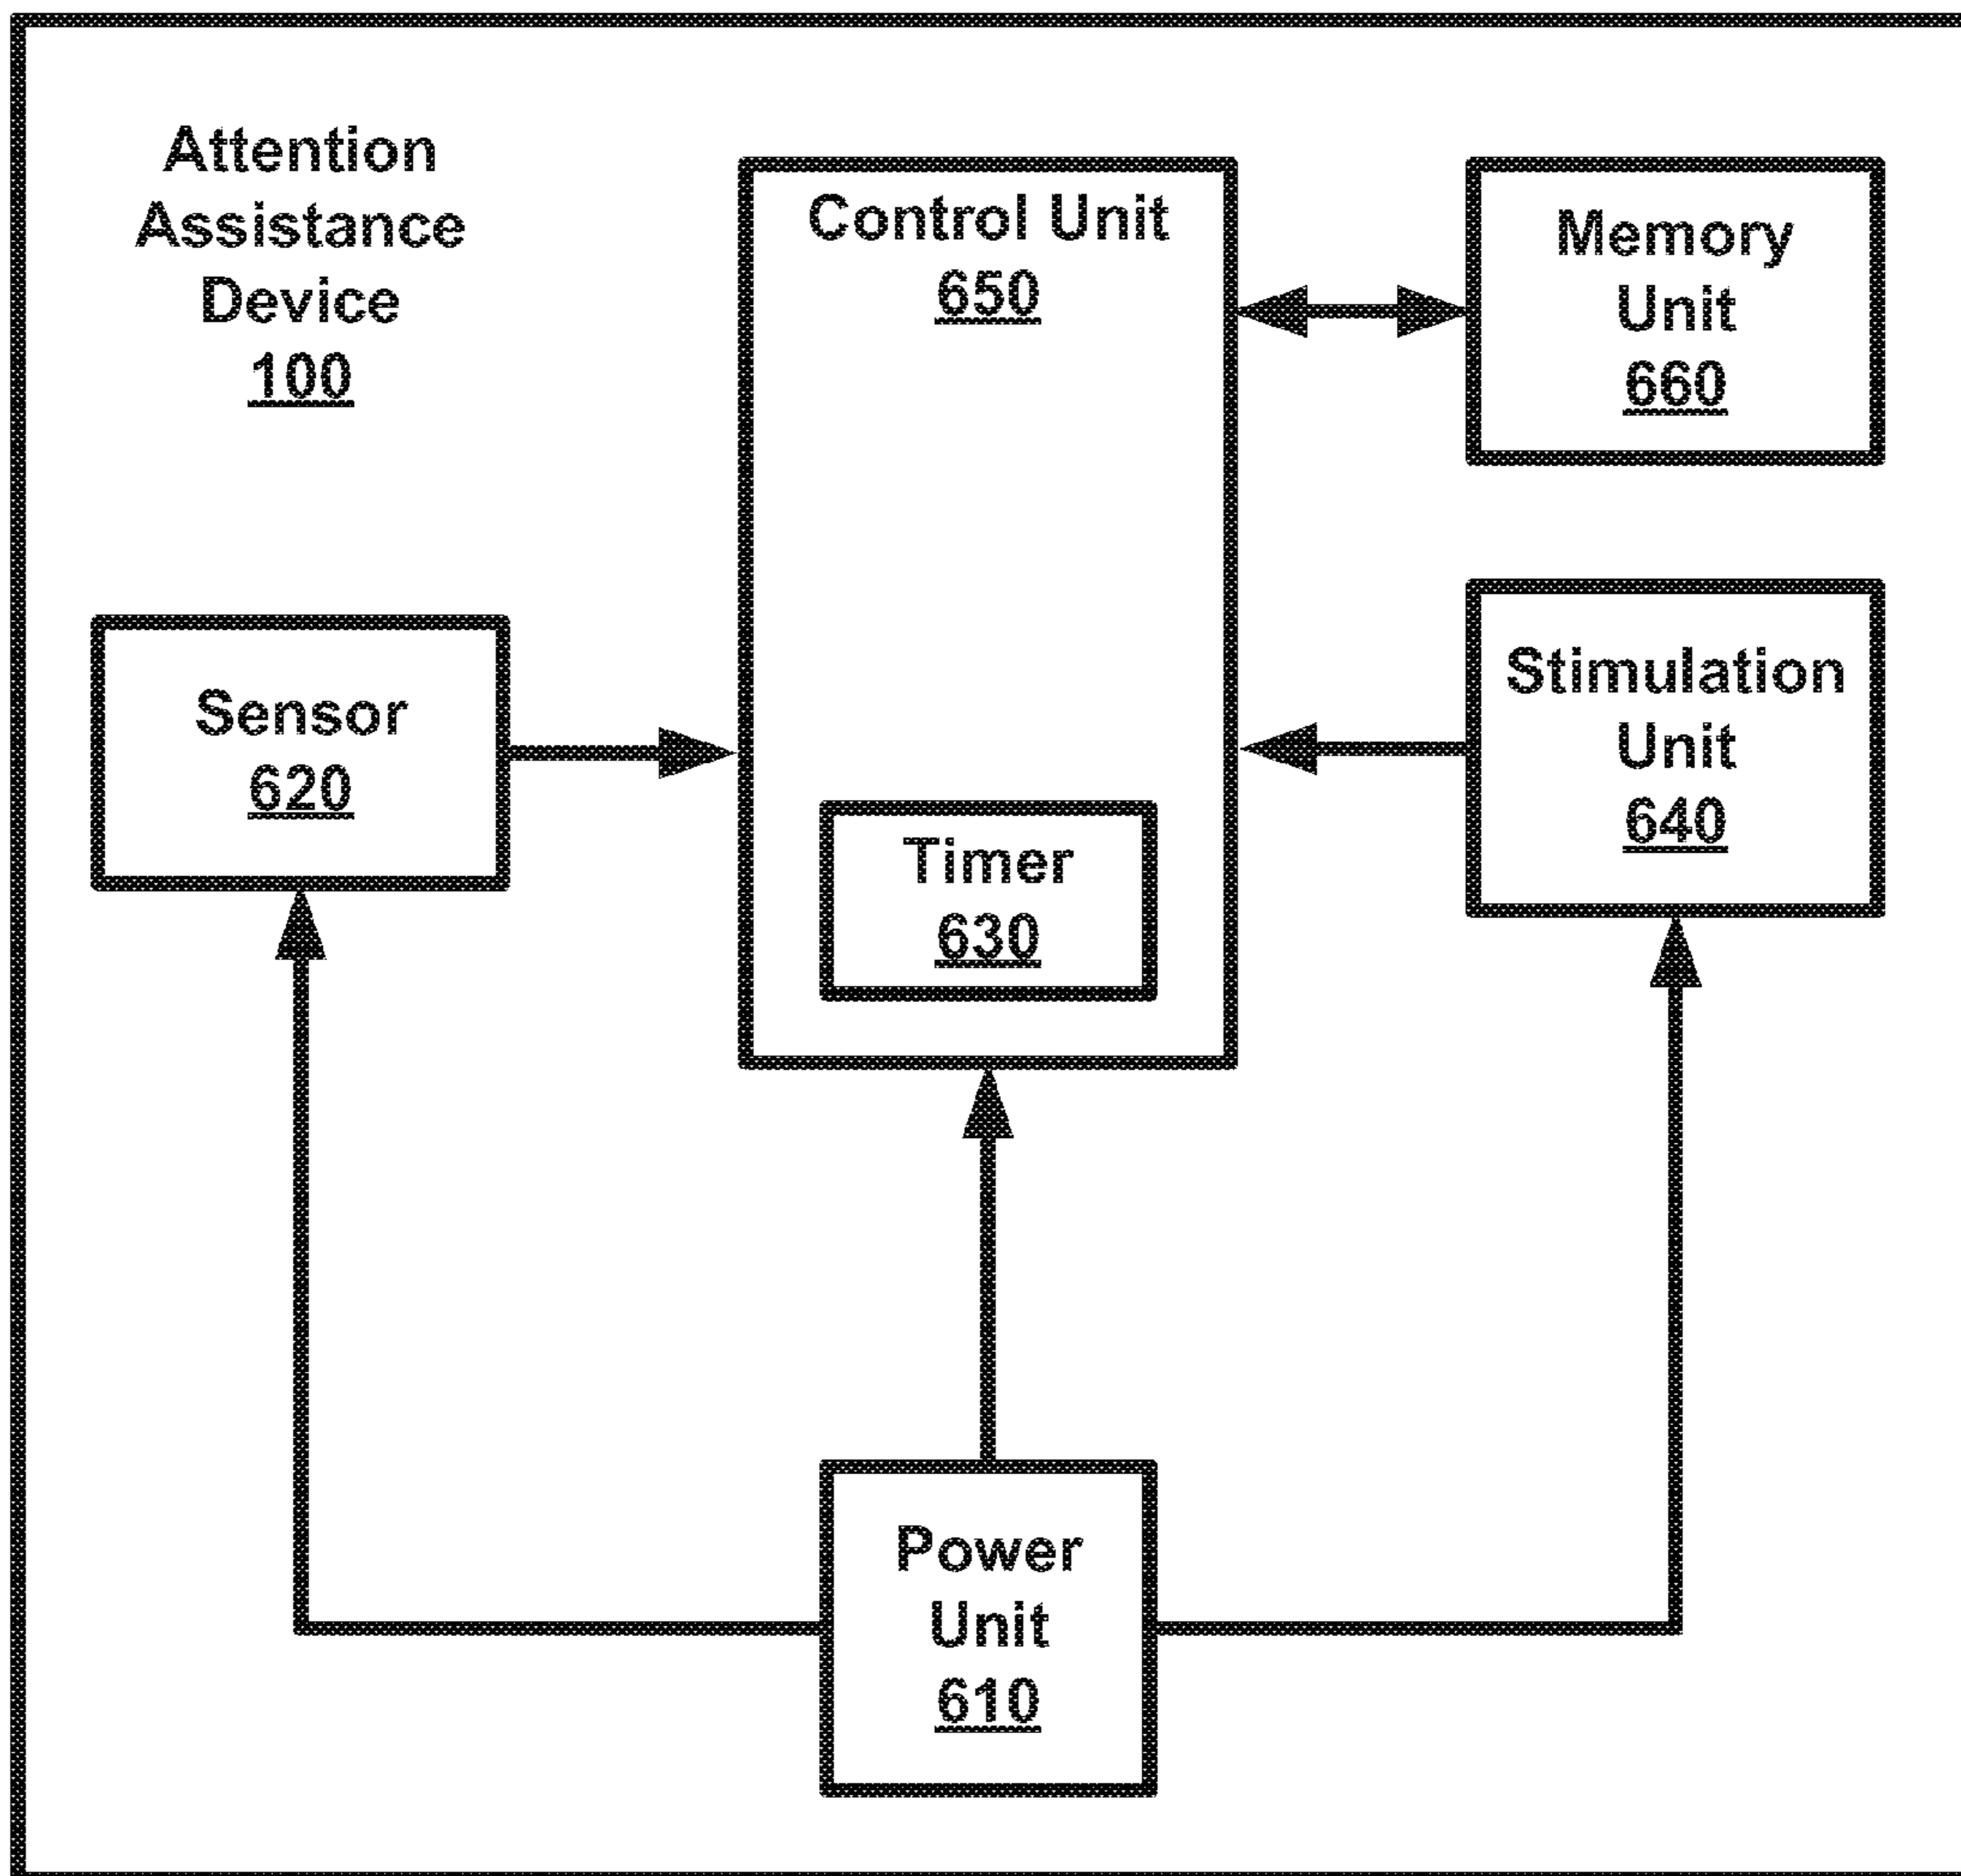 Attention
Assistance
Device
100
Control Unit
650
Memory
Unit
660
Sensor
620
Timer
630
Stimulation
Unit
640
Power
Unit
610